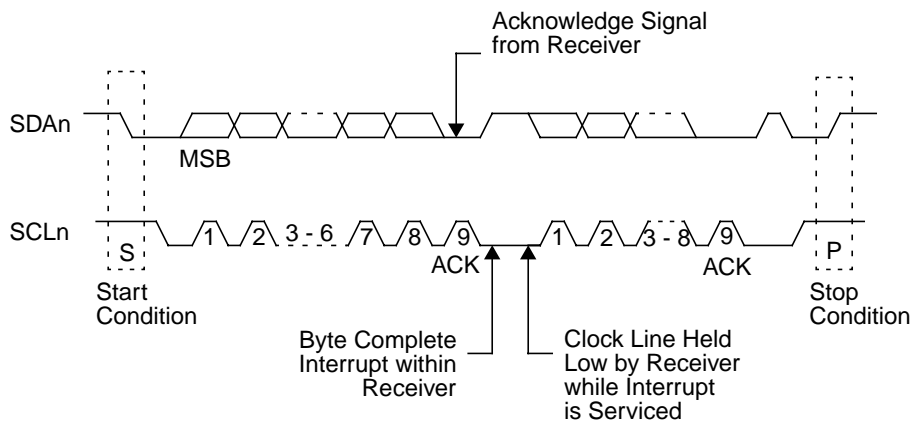 Acknowledge Signal
from Receiver
SDAn
MSB
SCLn
S
1
2
3 - 6
7
8
9
1
2
3 - 8
9
P
ACK
ACK
Start
Condition
Stop
Condition
Byte Complete
Interrupt within
Receiver
Clock Line Held
Low by Receiver
while Interrupt
is Serviced